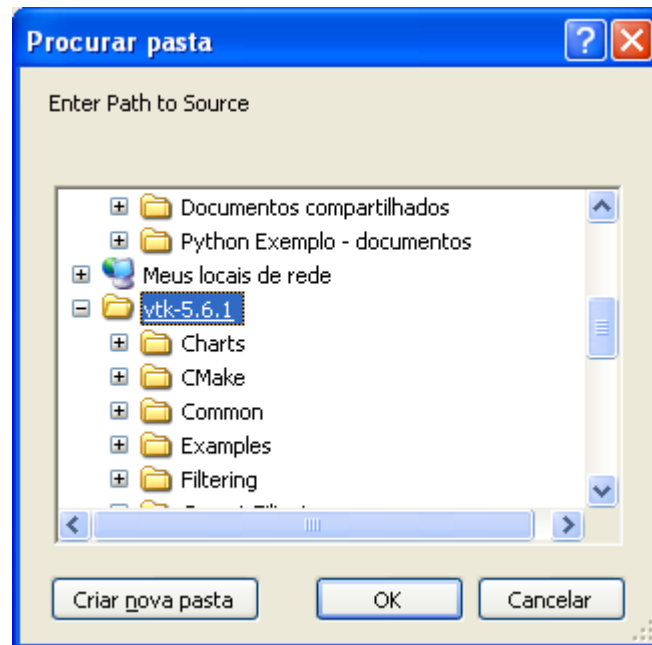 Procurar pasta
Enter Path to Source
Documentos compartilhados
Python Exemplo - documentos
Meus locais de rede
vtk-5.6.1
Charts
CMake
Common
Examples
Filtering
Criar nova pasta
OK
Cancelar